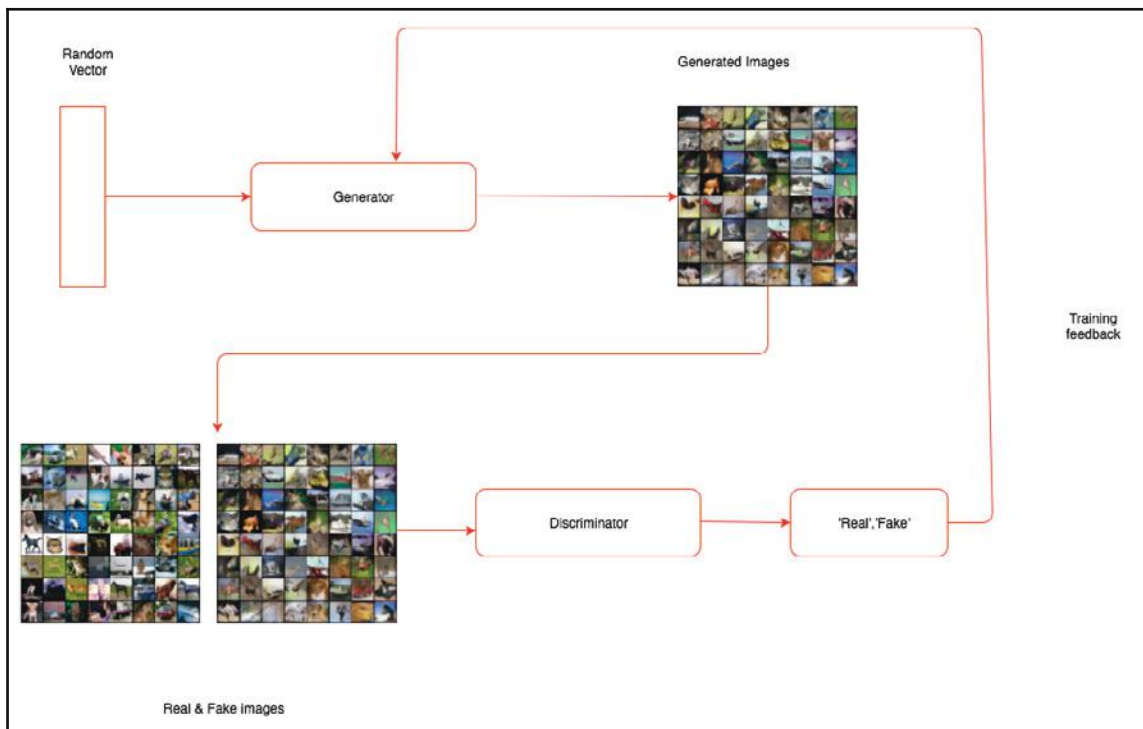 Random
Vector
Generated Images
Generator
Training
feedback
Discriminator
'Real','Fake'
Real & Fake images